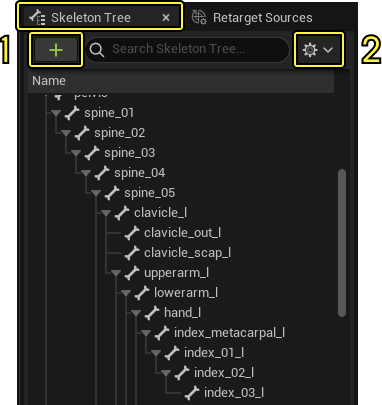 Skeleton Tree × Retarget Sources
1 + Search Skeleton Tree... 2
Name
pelvis
spine_01
spine_02
spine_03
spine_04
spine_05
clavicle_l
clavicle_out_l
clavicle_scap_l
upperarm_l
lowerarm_l
hand_l
index_metacarpal_l
index_01_l
index_02_l
index_03_l